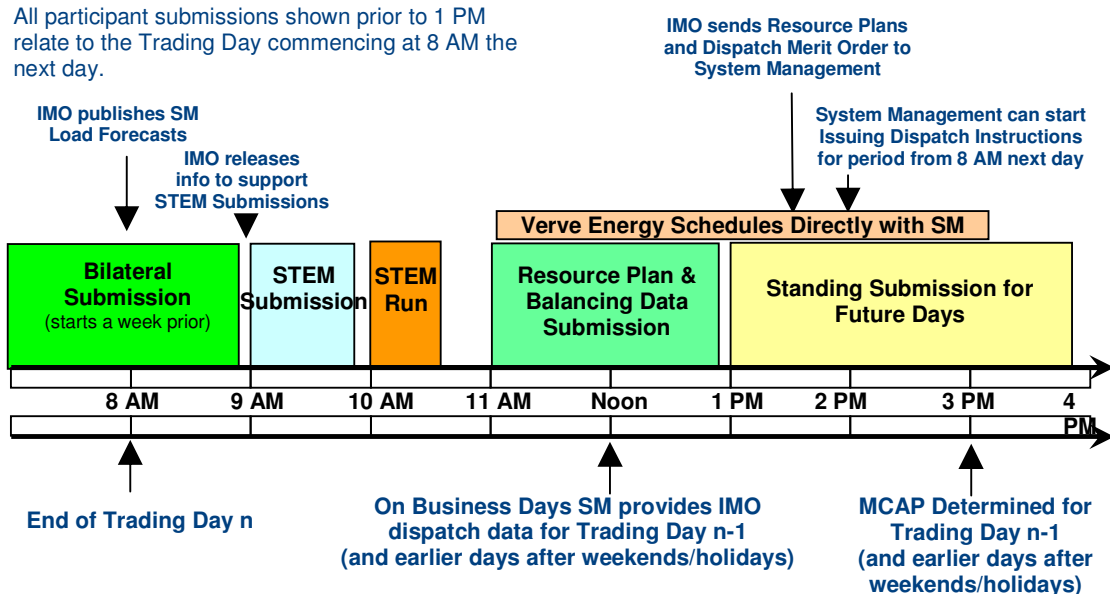 All participant submissions shown prior to 1 PM
relate to the Trading Day commencing at 8 AM the
next day.
IMO sends Resource Plans
and Dispatch Merit Order to
System Management
IMO publishes SM
Load Forecasts
System Management can start
Issuing Dispatch Instructions
for period from 8 AM next day
IMO releases
info to support
STEM Submissions
Verve Energy Schedules Directly with SM
Bilateral
Submission
(starts a week prior)
STEM
Submission
STEM
Run
Resource Plan &
Balancing Data
Submission
Standing Submission for
Future Days
8 AM 9 AM 10 AM 11 AM Noon 1 PM 2 PM 3 PM 4
PM
End of Trading Day n
On Business Days SM provides IMO
dispatch data for Trading Day n-1
(and earlier days after weekends/holidays)
MCAP Determined for
Trading Day n-1
(and earlier days after
weekends/holidays)